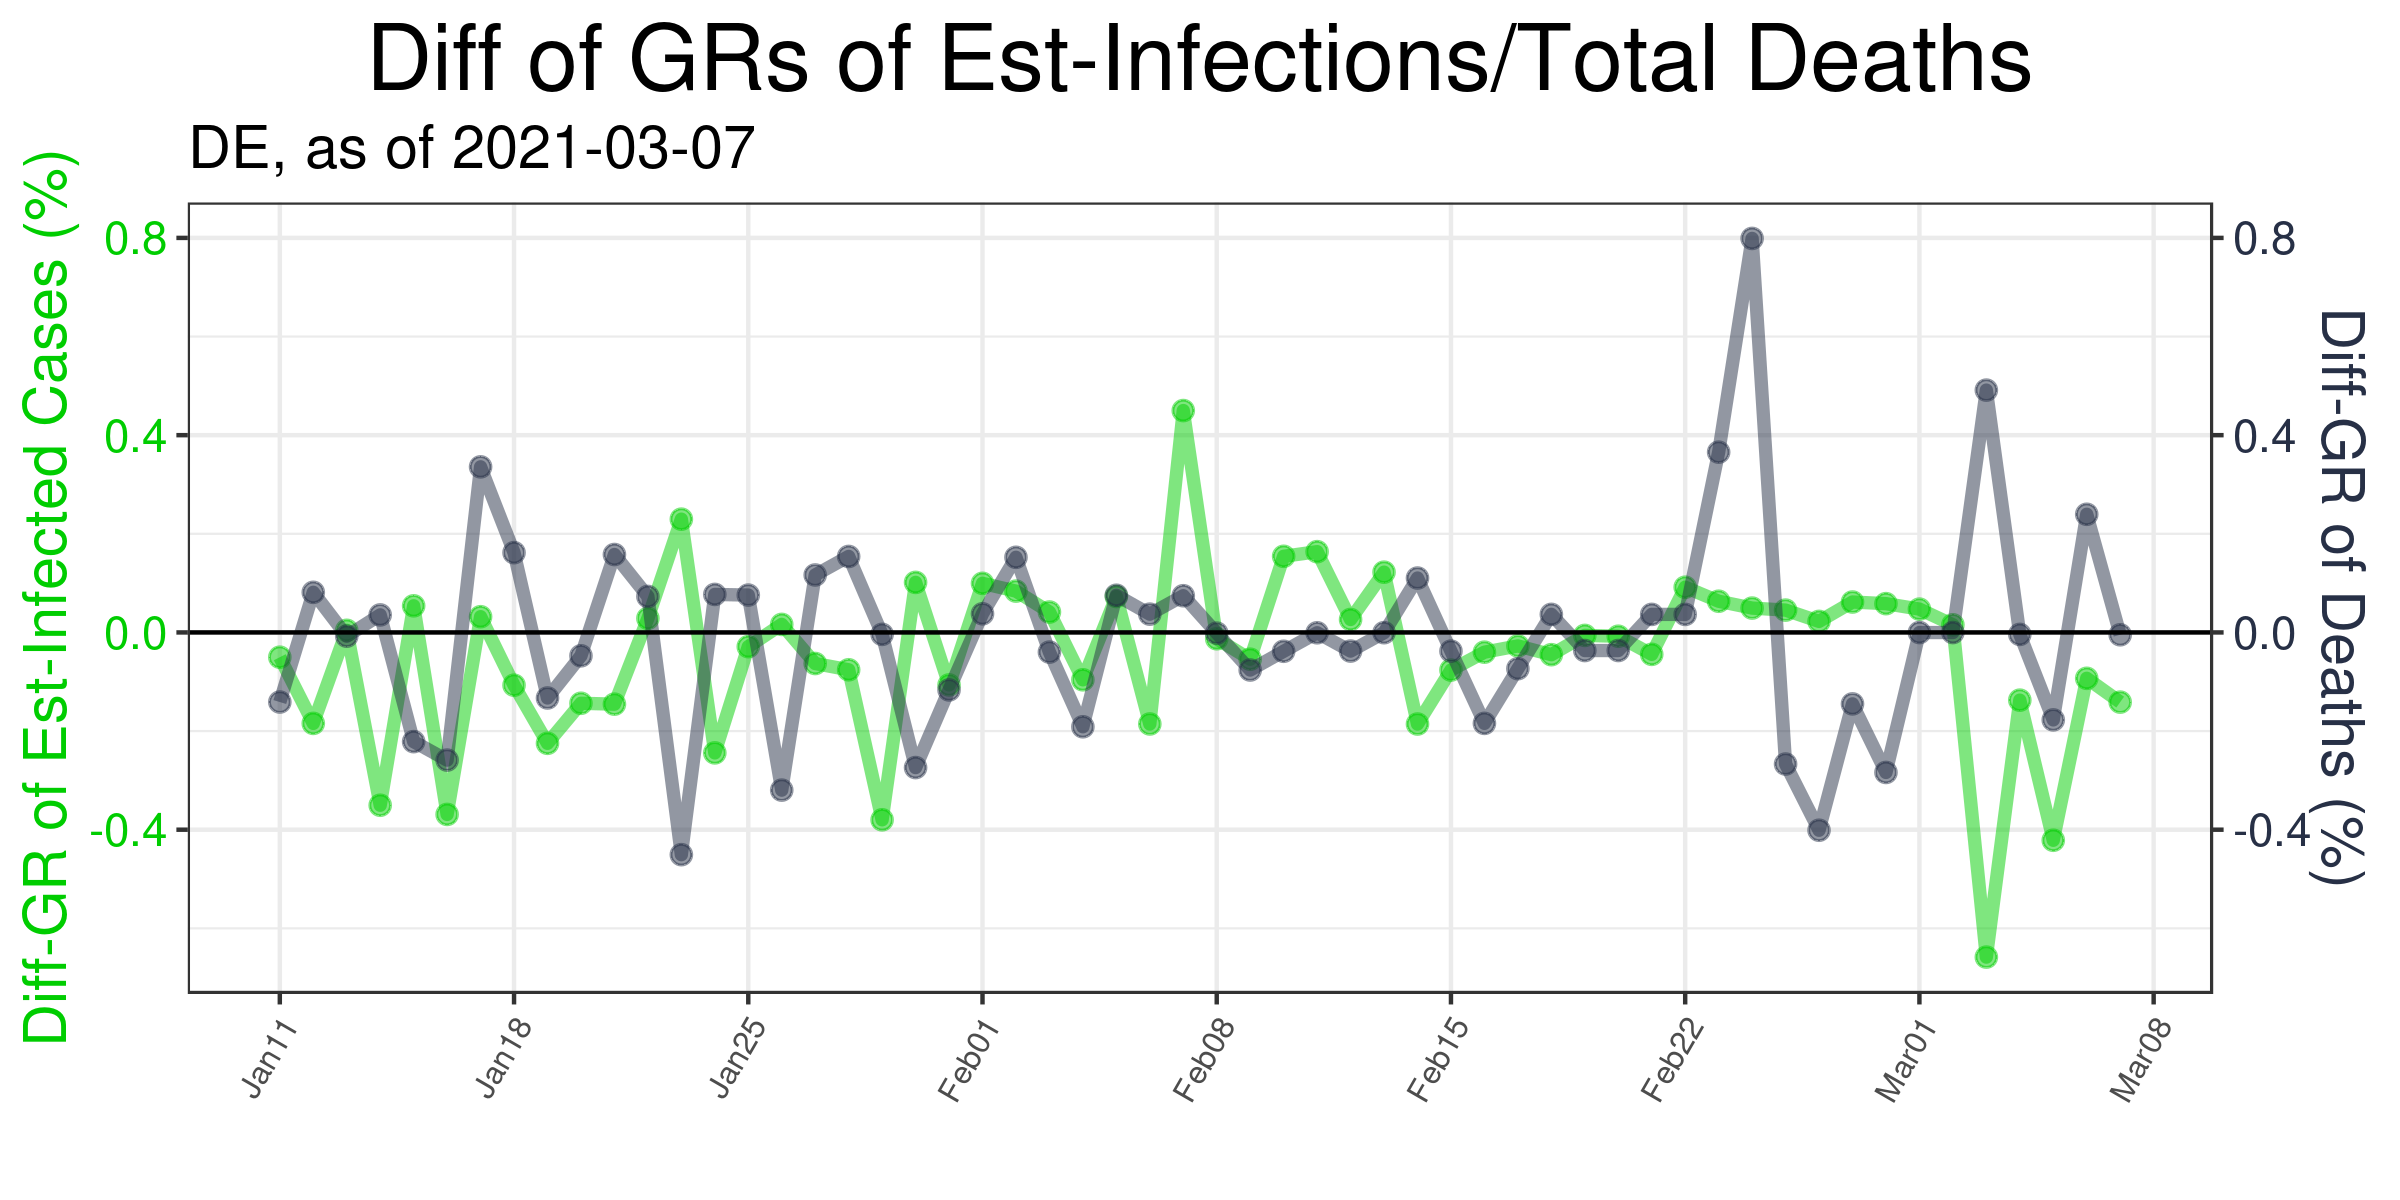 Diff of GRs of Est-Infections/Total Deaths
DE, as of 2021-03-07
Diff-GR of Est-Infected Cases (%)
0.8
0.4
0.0
-0.4
0.8
0.4
0.0
-0.4
Diff-GR of Deaths (%)
Jan11
Jan18
Jan25
Feb01
Feb08
Feb15
Feb22
Mar01
Mar08